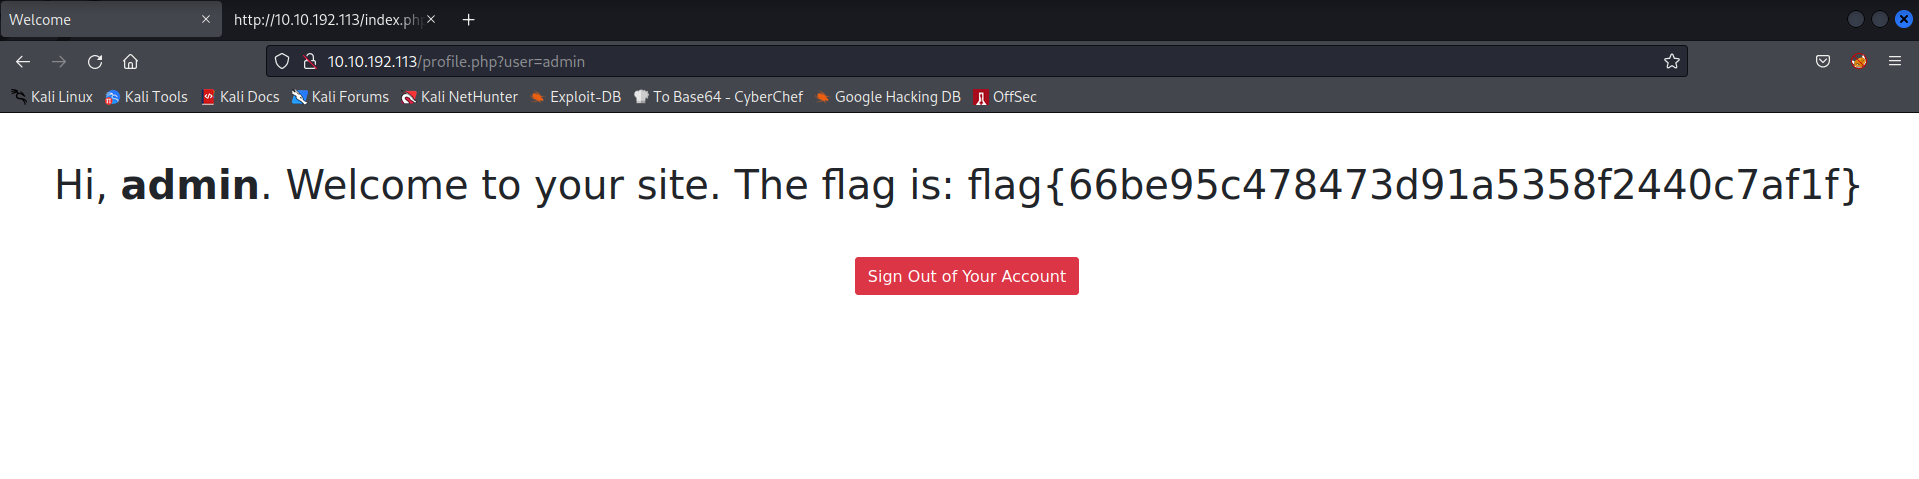 Welcome
http://10.10.192.113/index.ph
10.10.192.113/profile.php?user=admin
Kali Linux Kali Tools Kali Docs Kali Forums Kali NetHunter Exploit-DB To Base64 - CyberChef Google Hacking DB OffSec
Hi, admin. Welcome to your site. The flag is: flag{66be95c478473d91a5358f2440c7af1f}
Sign Out of Your Account